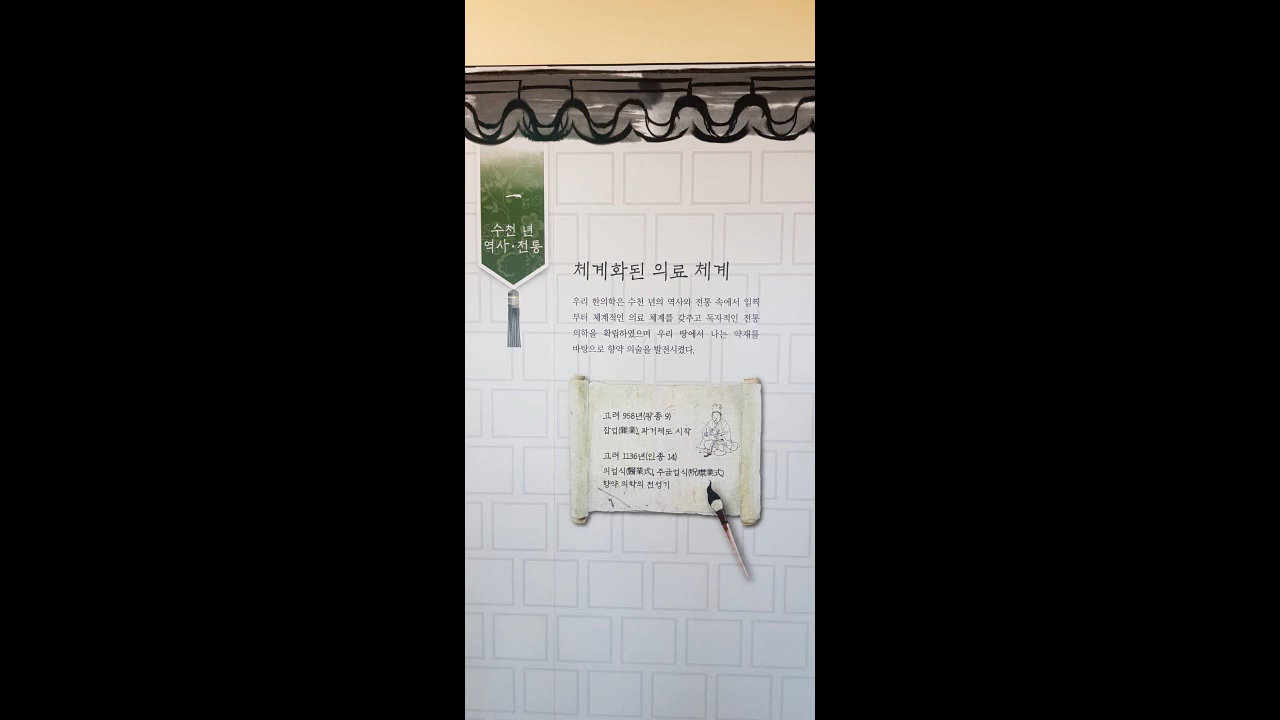 一
수천 년
역사·전통
체계화된 의료 체계
우리 한의학은 수천 년의 역사와 전통 속에서 일찍
부터 체계적인 의료 체계를 갖추고 독자적인 전통
의학을 확립하였으며 우리 땅에서 나는 약재를
바탕으로 향약 의술을 발전시켰다.
고려 958년(광종 9)
잡업(雜業), 과거제도 시작
고려 1136년(인종 14)
의업식(醫業式), 주금업식(呪噤業式)
향약 의학의 전성기